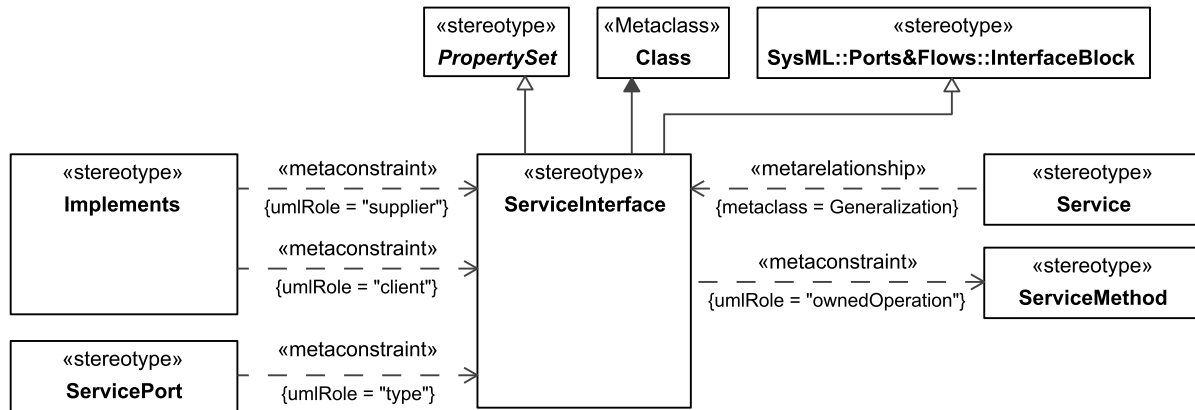 «stereotype»
PropertySet
«Metaclass»
Class
«stereotype»
SysML::Ports&Flows::InterfaceBlock
«stereotype»
Implements
«metaconstraint»
{umlRole = "supplier"}
«metaconstraint»
{umlRole = "client"}
«stereotype»
ServiceInterface
«metarelationship»
{metaclass = Generalization}
«stereotype»
Service
«metaconstraint»
{umlRole = "ownedOperation"}
«stereotype»
ServiceMethod
«stereotype»
ServicePort
«metaconstraint»
{umlRole = "type"}